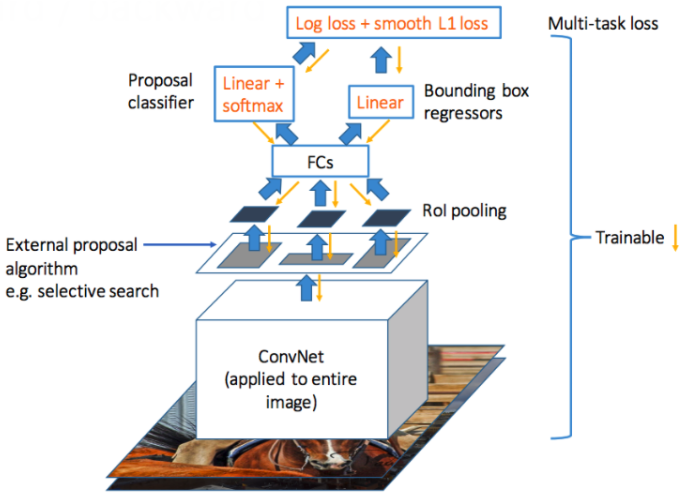 Log loss + smooth L1 loss
Multi-task loss
Proposal
classifier
Linear +
softmax
Linear
Bounding box
regressors
FCs
RoI pooling
External proposal
algorithm
e.g. selective search
Trainable
ConvNet
(applied to entire
image)